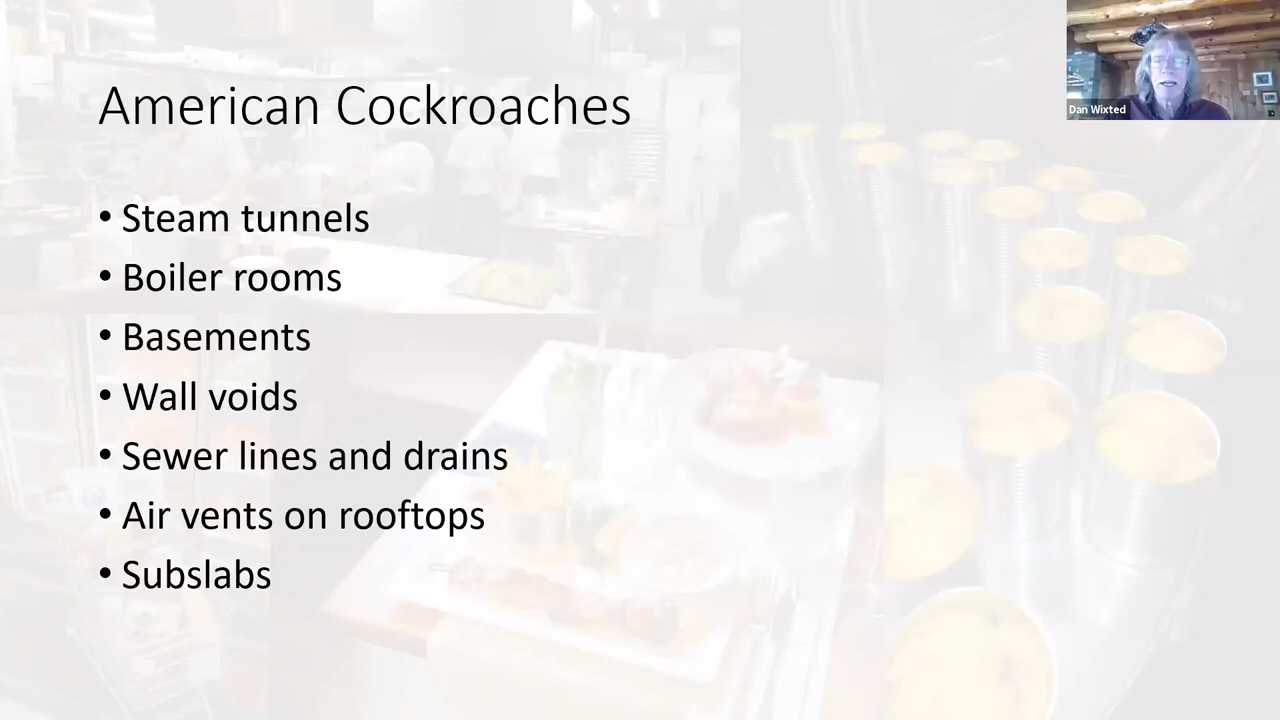 American Cockroaches
Dan Wixted
• Steam tunnels
• Boiler rooms
• Basements
• Wall voids
• Sewer lines and drains
• Air vents on rooftops
• Subslabs